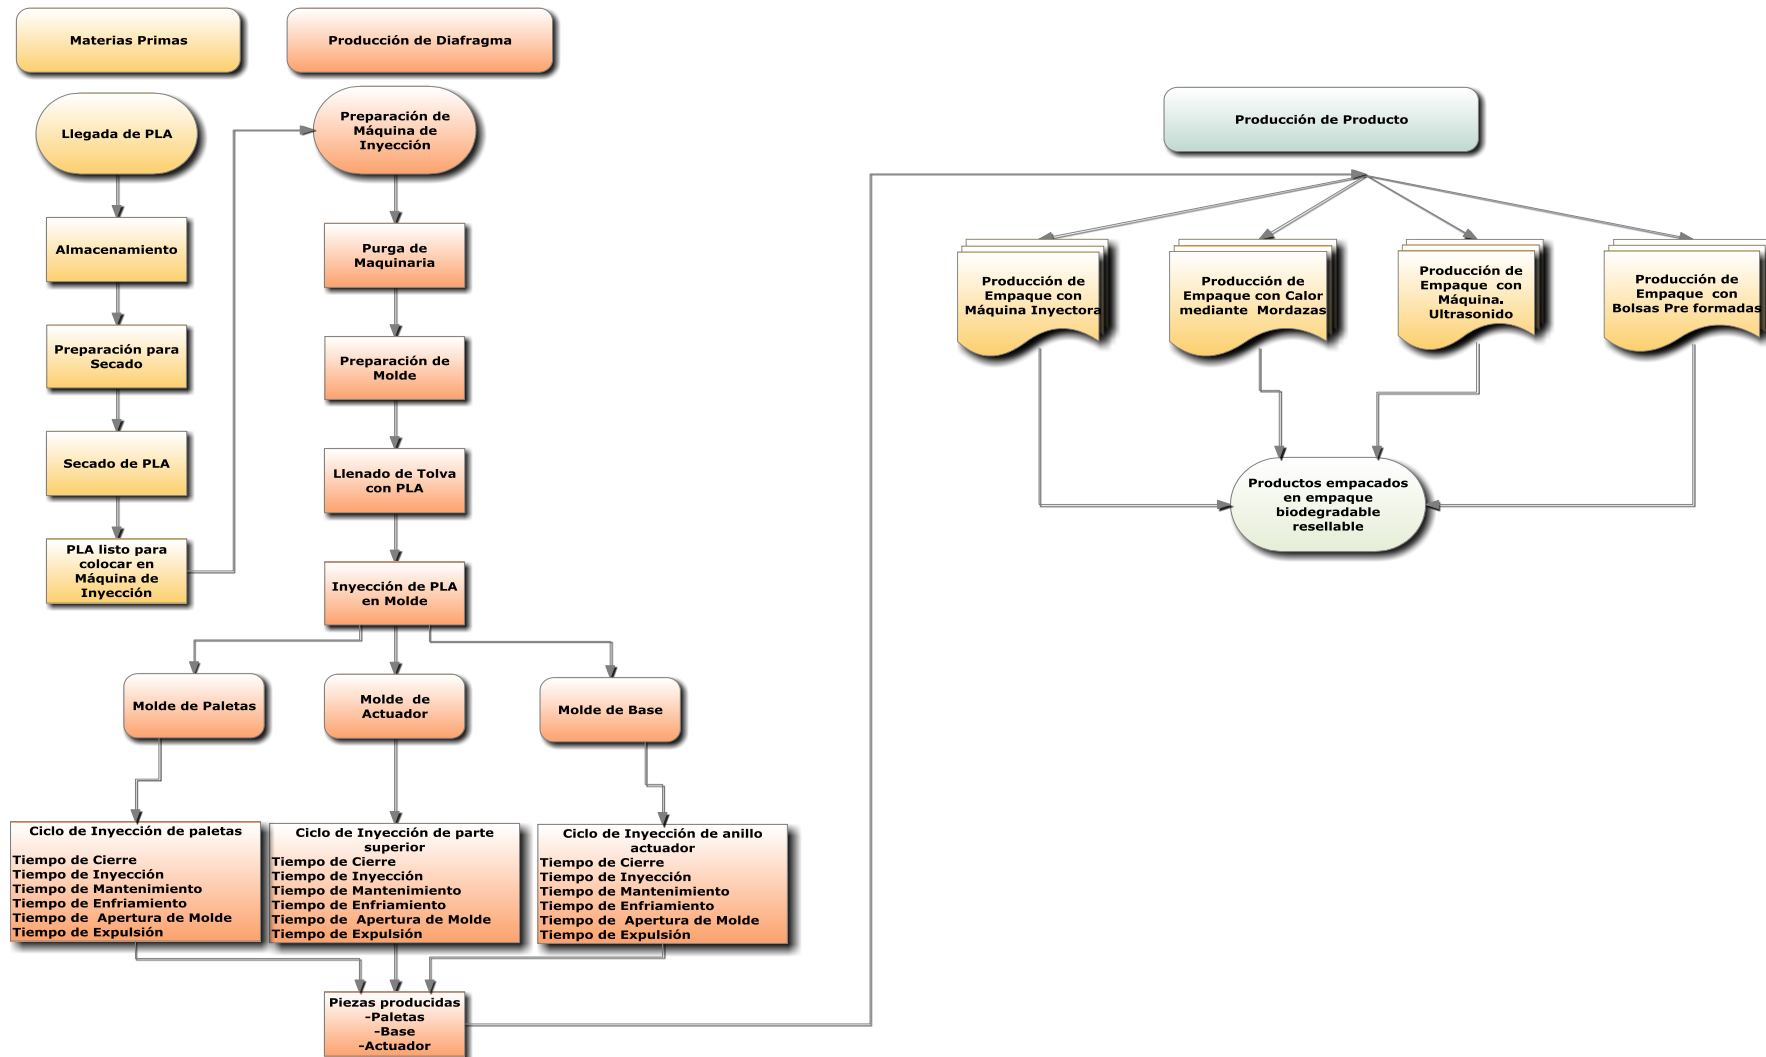 Materias Primas
Producción de Diafragma
Llegada de PLA
Almacenamiento
Preparación para
Secado
Secado de PLA
PLA listo para
colocar en
Máquina de
Inyección
Preparación de
Máquina de
Inyección
Purga de
Maquinaria
Preparación de
Molde
Llenado de Tolva
con PLA
Inyección de PLA
en Molde
Molde de Paletas
Molde  de
Actuador
Molde de Base
Ciclo de Inyección de paletas
Tiempo de Cierre
Tiempo de Inyección
Tiempo de Mantenimiento
Tiempo de Enfriamiento
Tiempo de  Apertura de Molde
Tiempo de Expulsión
Ciclo de Inyección de parte
superior
Tiempo de Cierre
Tiempo de Inyección
Tiempo de Mantenimiento
Tiempo de Enfriamiento
Tiempo de  Apertura de Molde
Tiempo de Expulsión
Ciclo de Inyección de anillo
actuador
Tiempo de Cierre
Tiempo de Inyección
Tiempo de Mantenimiento
Tiempo de Enfriamiento
Tiempo de  Apertura de Molde
Tiempo de Expulsión
Piezas producidas
-Paletas
-Base
-Actuador
Producción de Producto
Producción de
Empaque con
Máquina Inyectora
Producción de
Empaque con Calor
mediante  Mordazas
Producción de
Empaque  con
Máquina.
Ultrasonido
Producción de
Empaque  con
Bolsas Pre formadas
Productos empacados
en empaque
biodegradable
resellable